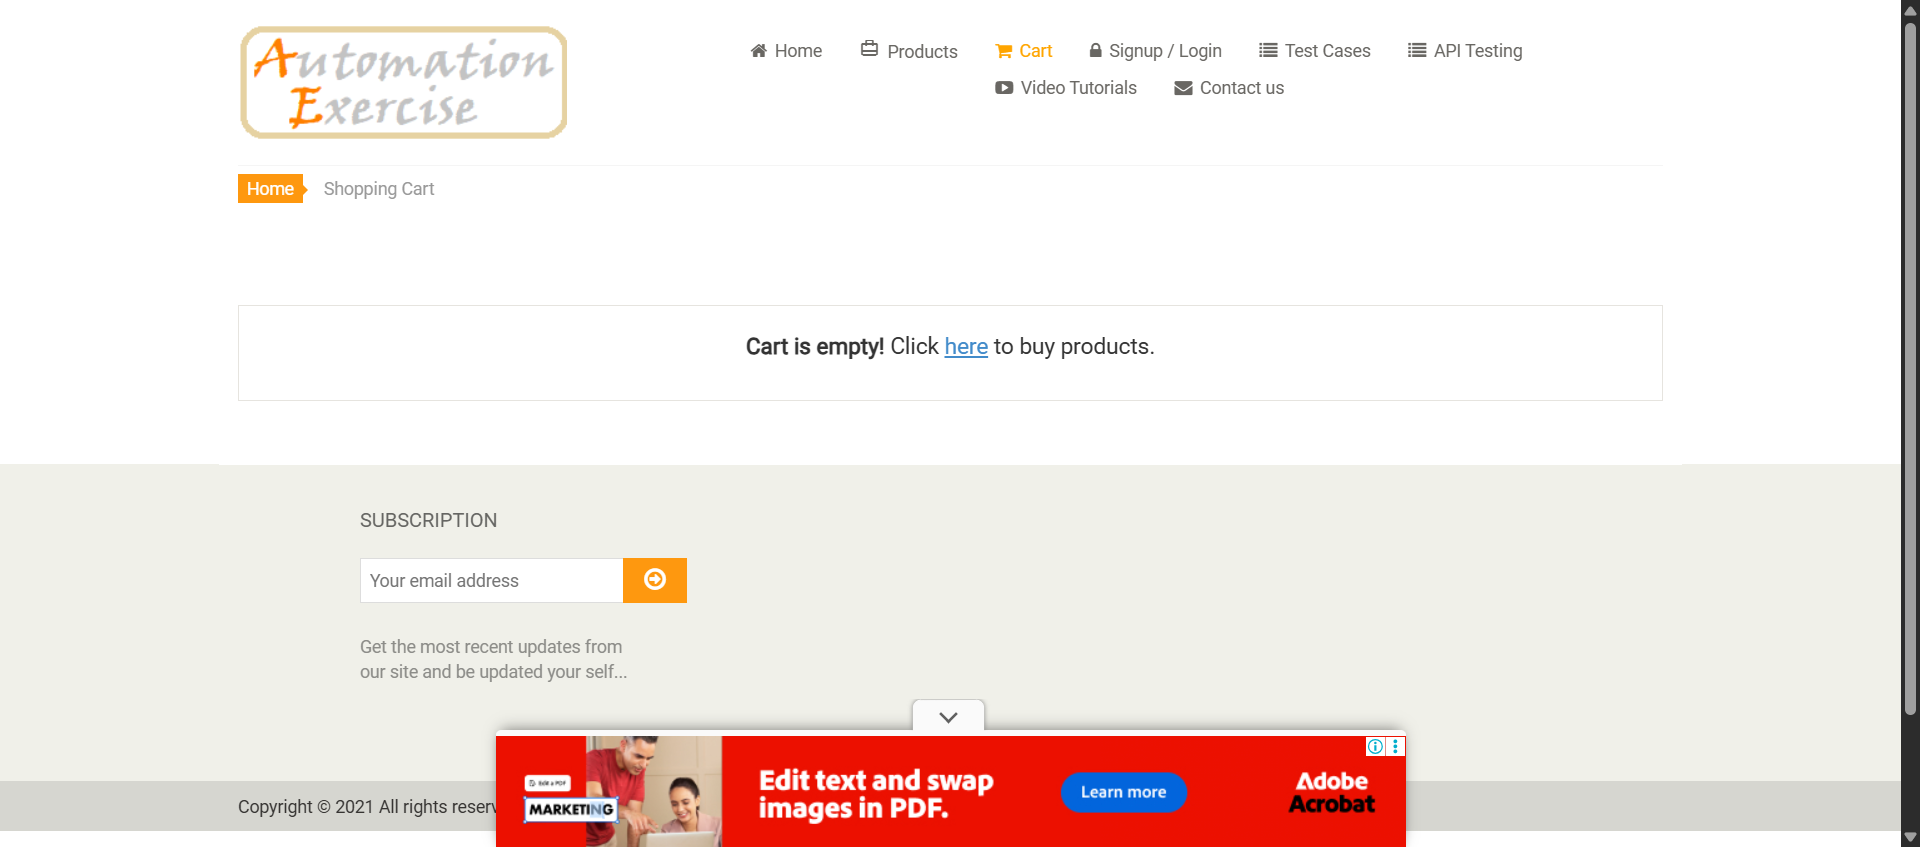 Automation
Exercise
Home
Products
Cart
Signup / Login
Test Cases
API Testing
Video Tutorials
Contact us
Home
Shopping Cart
Cart is empty! Click here to buy products.
SUBSCRIPTION
Your email address
Get the most recent updates from
our site and be updated your self...
Copyright © 2021 All rights reserv
Edit a PDF
MARKETING
Edit text and swap
images in PDF.
Learn more
Adobe
Acrobat